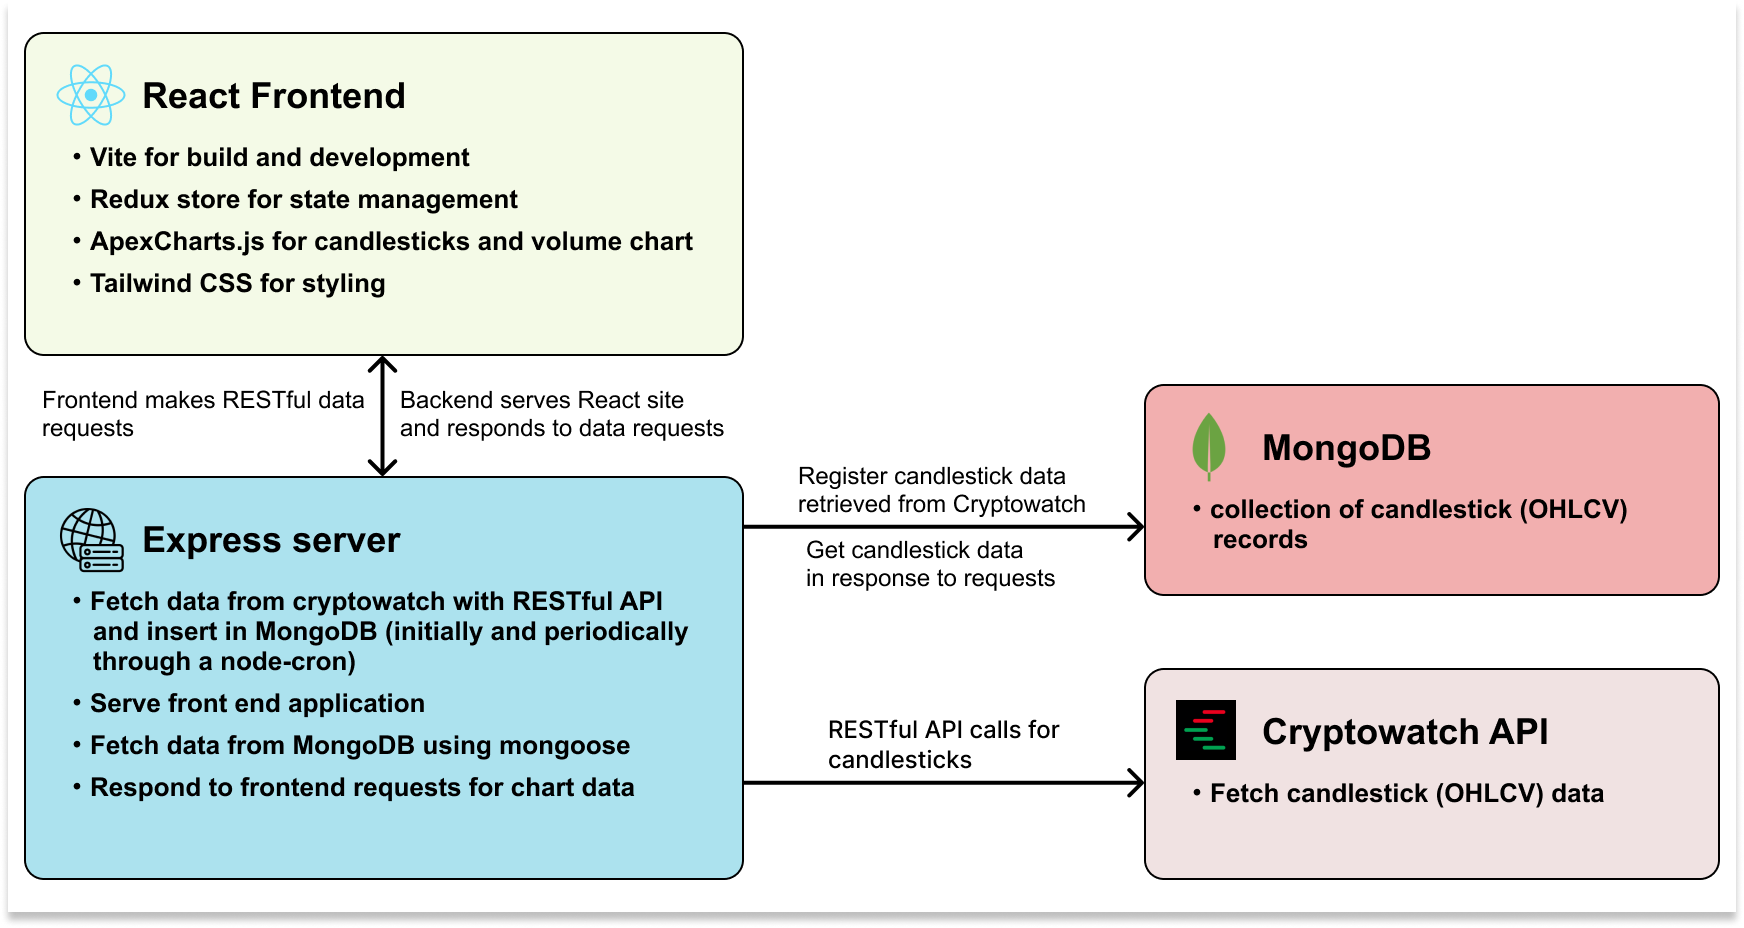 React Frontend
• Vite for build and development
• Redux store for state management
• ApexCharts.js for candlesticks and volume chart
• Tailwind CSS for styling
Frontend makes RESTful data
requests
Backend serves React site
and responds to data requests
Express server
• Fetch data from cryptowatch with RESTful API
and insert in MongoDB (initially and periodically
through a node-cron)
• Serve front end application
• Fetch data from MongoDB using mongoose
• Respond to frontend requests for chart data
Register candlestick data
retrieved from Cryptowatch
Get candlestick data
in response to requests
MongoDB
• collection of candlestick (OHLCV)
records
RESTful API calls for
candlesticks
Cryptowatch API
• Fetch candlestick (OHLCV) data